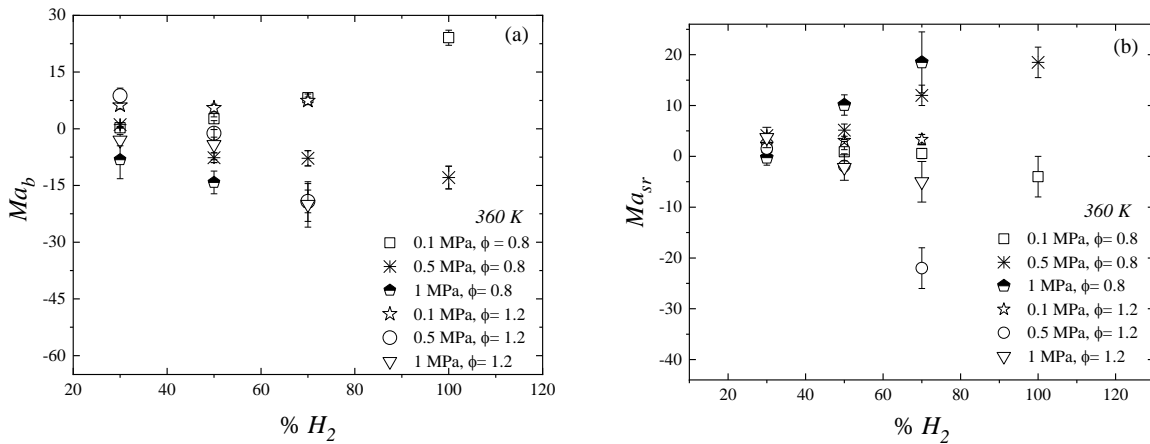 (a)
30
15
0
-15
-30
-45
-60
Ma_b
20 40 60 80 100 120
% H_2
360 K
0.1 MPa, ϕ = 0.8
0.5 MPa, ϕ= 0.8
1 MPa, ϕ= 0.8
0.1 MPa, ϕ= 1.2
0.5 MPa, ϕ= 1.2
1 MPa, ϕ= 1.2
(b)
20
10
0
-10
-20
-30
-40
Ma_sr
20 40 60 80 100 120
% H_2
360 K
0.1 MPa, ϕ= 0.8
0.5 MPa, ϕ= 0.8
1 MPa, ϕ= 0.8
0.1 MPa, ϕ= 1.2
0.5 MPa, ϕ= 1.2
1 MPa, ϕ= 1.2